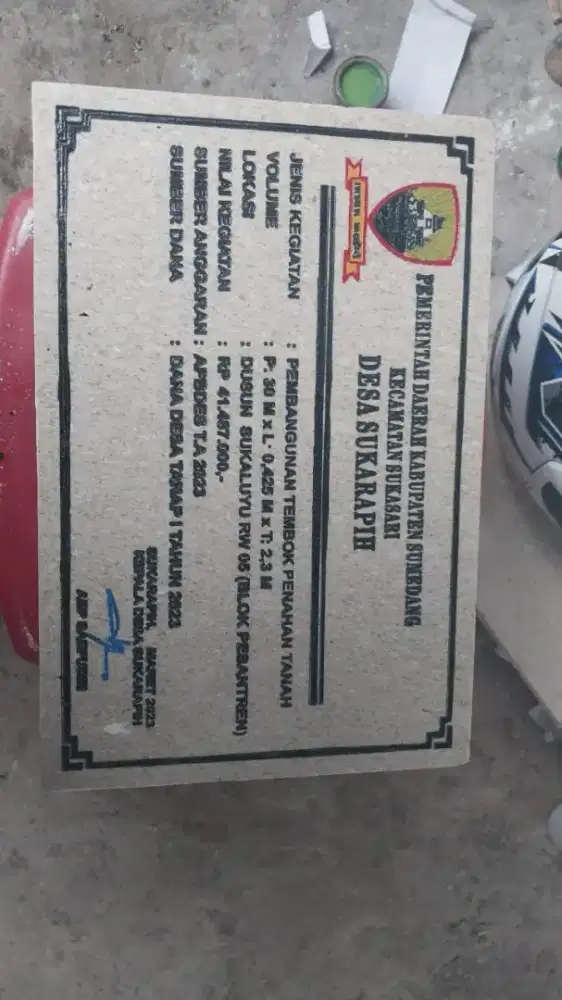 PEMERINTAH DAERAH KABUPATEN SUMEDANG
KECAMATAN SUKASARI
DESA SUKARAPIH
JENIS KEGIATAN : PEMBANGUNAN TEMBOK PENAHAN TANAH
VOLUME : P: 30 M x L: 0,425 M x T: 2,3 M
LOKASI : DUSUN SUKALUYU RW 05 (BLOK PESANTREN)
NILAI KEGIATAN : RP 41.487.000,-
SUMBER ANGGARAN : APBDES T.A 2023
SUMBER DANA : DANA DESA TAHAP I TAHUN 2023
SUKARAPIH, MARET 2023
KEPALA DESA SUKARAPIH